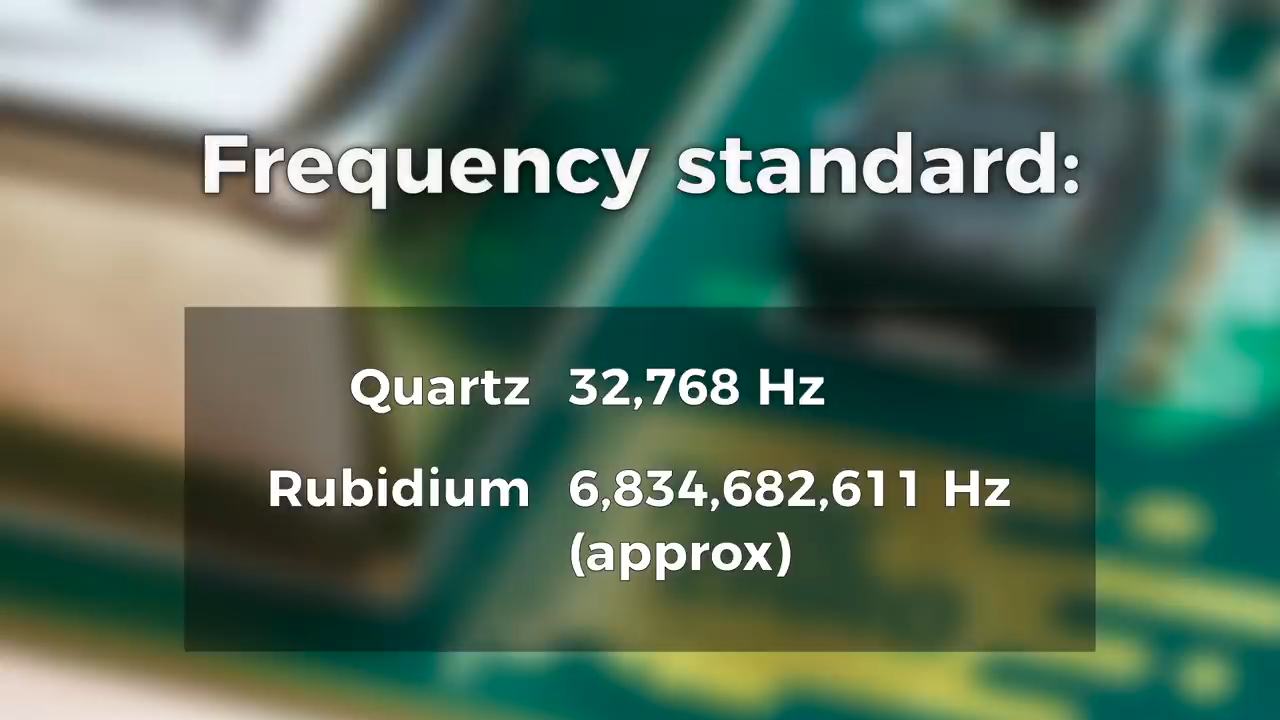 Frequency standard:
Quartz 32,768 Hz
Rubidium 6,834,682,611 Hz
(approx)